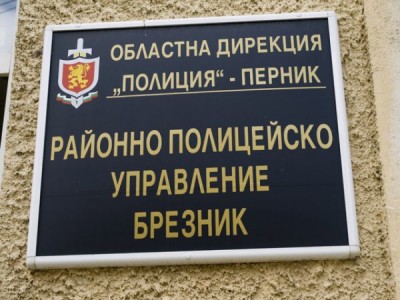 ОБЛАСТНА ДИРЕКЦИЯ
„ПОЛИЦИЯ“ - ПЕРНИК
РАЙОННО ПОЛИЦЕЙСКО
УПРАВЛЕНИЕ
БРЕЗНИК